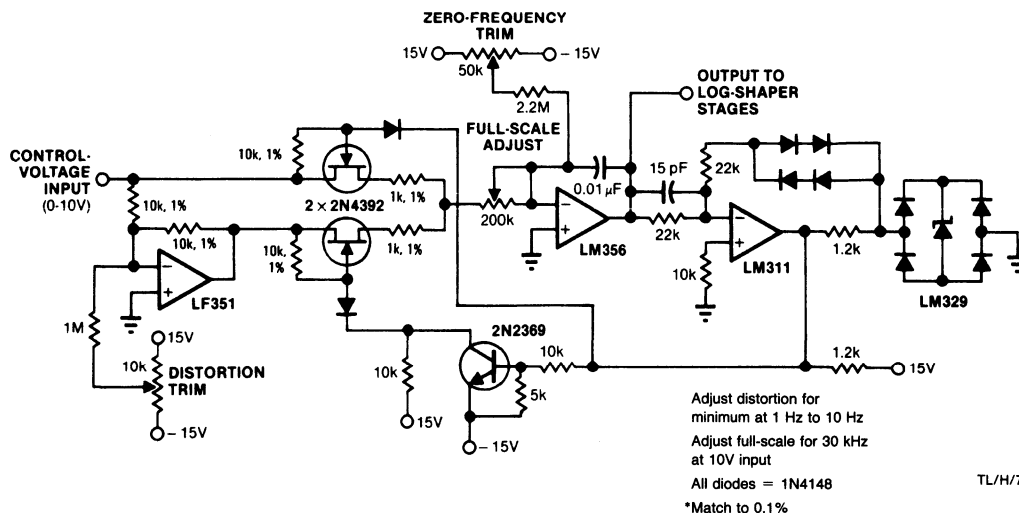 ZERO-FREQUENCY
TRIM
15V
- 15V
50k
2.2M
OUTPUT TO
LOG-SHAPER
STAGES
FULL-SCALE
ADJUST
CONTROL-
VOLTAGE
INPUT
(0-10V)
10k, 1%
1k, 1%
0.01 µF
15 pF
22k
10k, 1%
2 × 2N4392
200k
10k, 1%
10k,
1%
1k, 1%
LM356
22k
LM311
1.2k
10k
LF351
LM329
1M
15V
10k
DISTORTION
TRIM
- 15V
2N2369
10k
10k
5k
15V
- 15V
1.2k
15V
Adjust distortion for
minimum at 1 Hz to 10 Hz
Adjust full-scale for 30 kHz
at 10V input
All diodes = 1N4148
*Match to 0.1%
TL/H/7